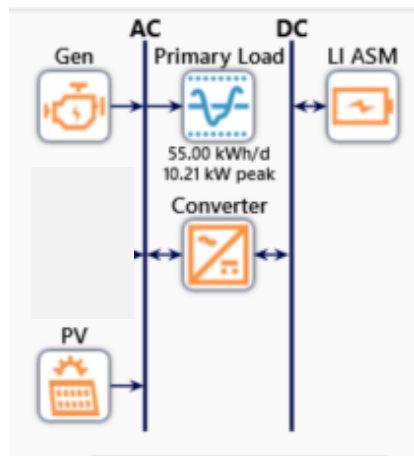 AC
DC
Gen
Primary Load
LI ASM
55.00 kWh/d
10.21 kW peak
Converter
PV